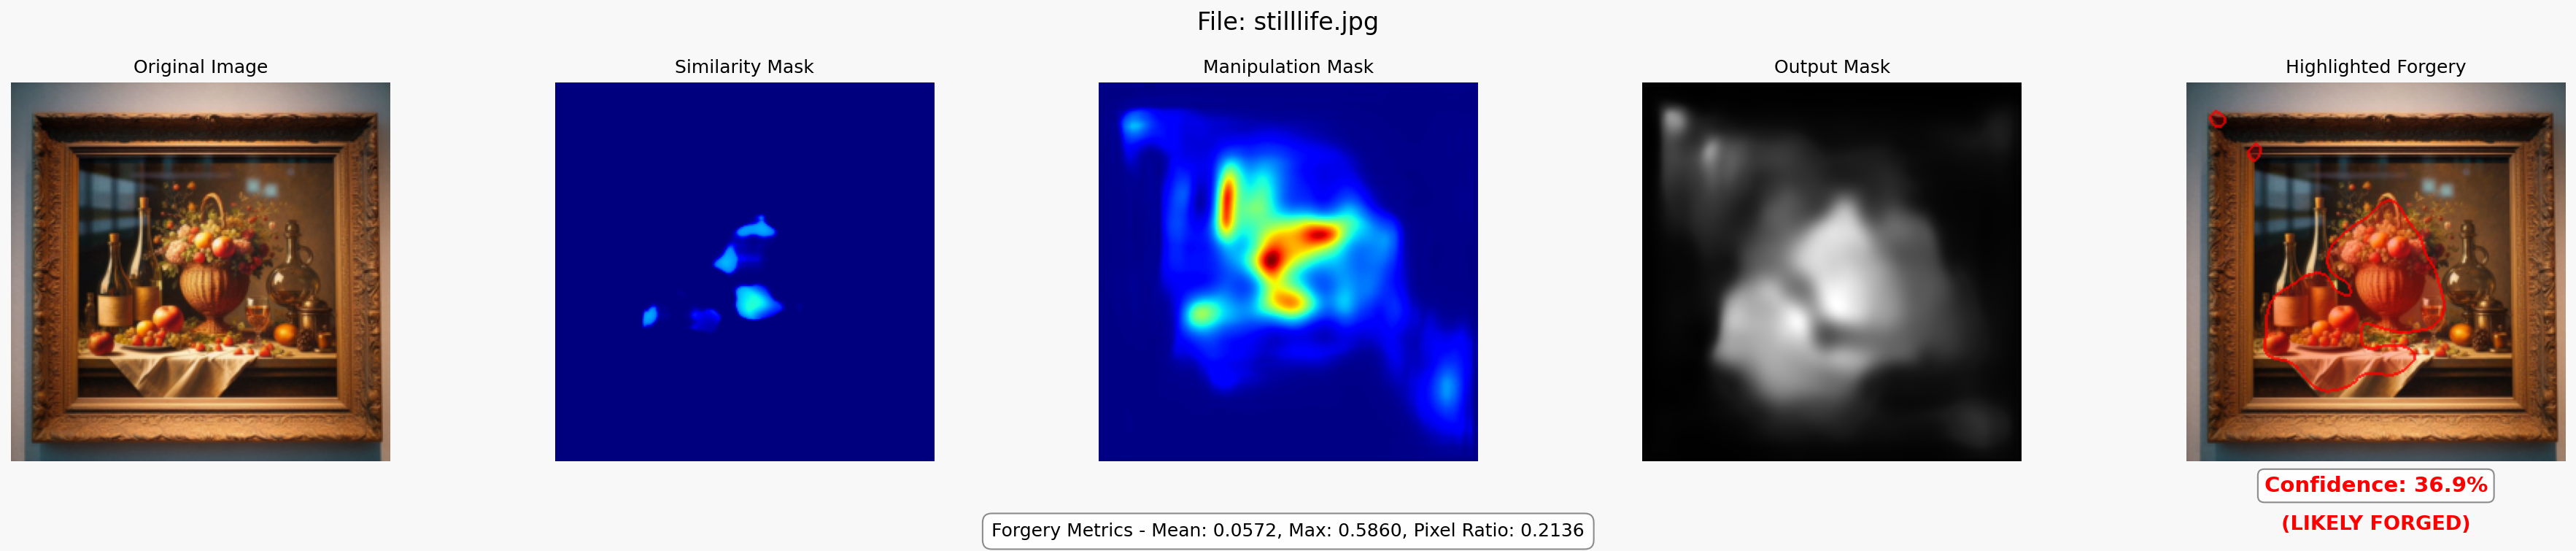 File: stilllife.jpg
Original Image
Similarity Mask
Manipulation Mask
Output Mask
Highlighted Forgery
Confidence: 36.9%
(LIKELY FORGED)
Forgery Metrics - Mean: 0.0572, Max: 0.5860, Pixel Ratio: 0.2136